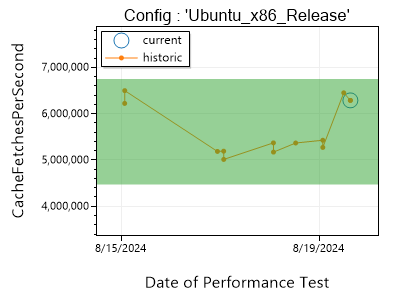 Config : 'Ubuntu_x86_Release'
current
historic
CacheFetchesPerSecond
7,000,000
6,000,000
5,000,000
4,000,000
8/15/2024
8/19/2024
Date of Performance Test